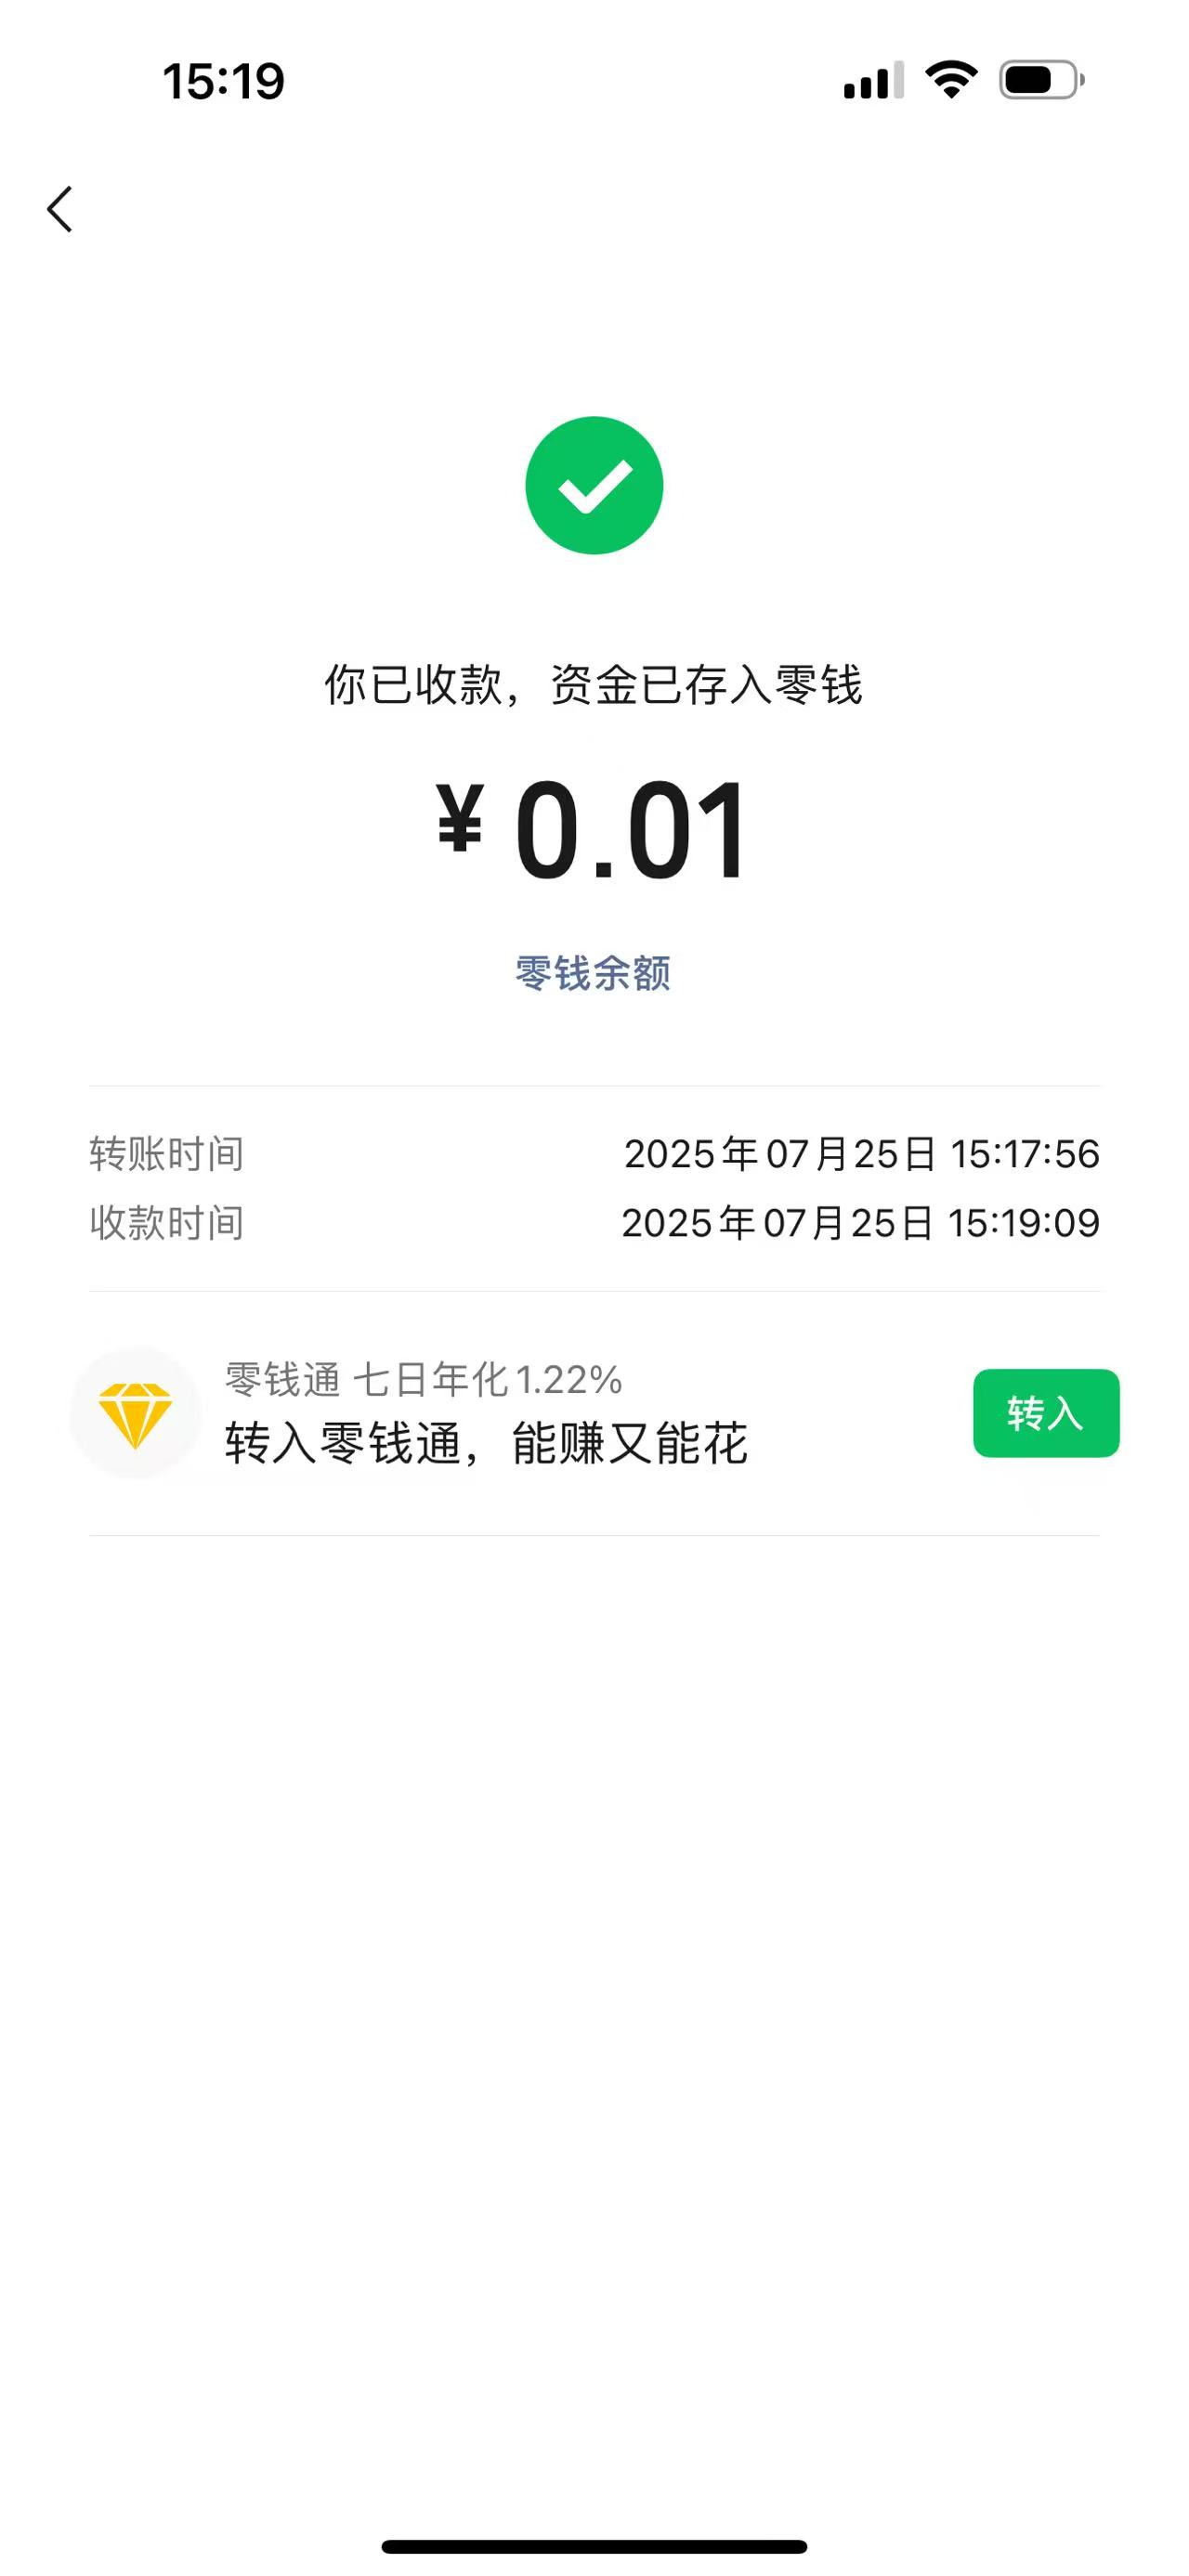 15:19
你已收款，资金已存入零钱
¥0.01
零钱余额
转账时间 2025年07月25日 15:17:56
收款时间 2025年07月25日 15:19:09
零钱通 七日年化1.22%
转入零钱通，能赚又能花
转入